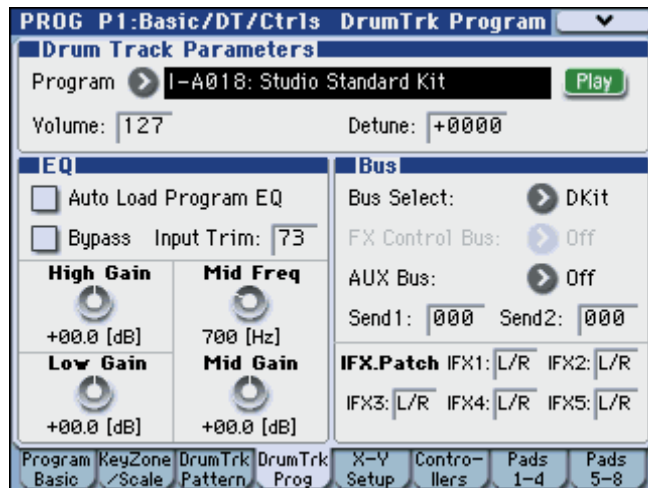 PROG P1:Basic/DT/Ctrls DrumTrk Program
Drum Track Parameters
Program I-A018: Studio Standard Kit Play
Volume: 127 Detune: +0000
EQ
Auto Load Program EQ
Bypass Input Trim: 73
High Gain Mid Freq
+00.0 [dB] 700 [Hz]
Low Gain Mid Gain
+00.0 [dB] +00.0 [dB]
Bus
Bus Select: DKit
FX Control Bus: Off
AUX Bus: Off
Send1: 000 Send2: 000
IFX.Patch IFX1: L/R IFX2: L/R
IFX3: L/R IFX4: L/R IFX5: L/R
Program Basic
KeyZone /Scale
DrumTrk Pattern
DrumTrk Prog
X-Y Setup
Contro- llers
Pads 1-4
Pads 5-8